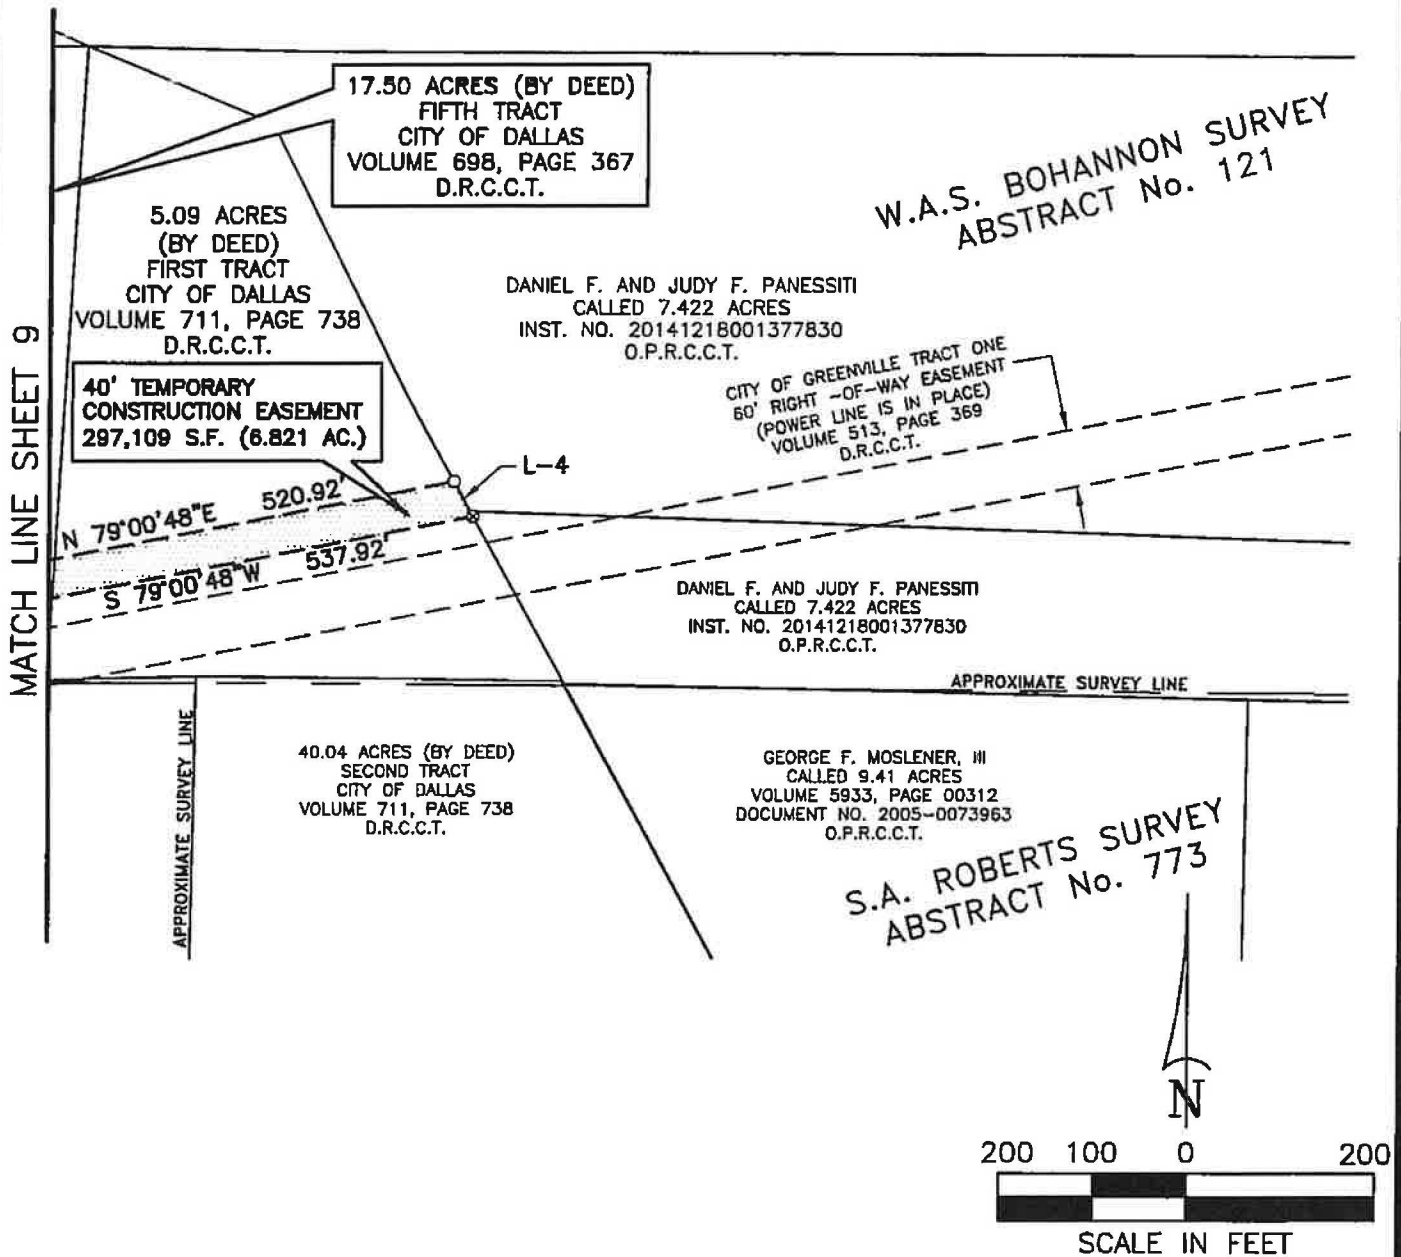 17.50 ACRES (BY DEED)
FIFTH TRACT
CITY OF DALLAS
VOLUME 698, PAGE 367
D.R.C.C.T.
W.A.S. BOHANNON SURVEY
ABSTRACT No. 121
5.09 ACRES
(BY DEED)
FIRST TRACT
CITY OF DALLAS
VOLUME 711, PAGE 738
D.R.C.C.T.
DANIEL F. AND JUDY F. PANESSITI
CALLED 7.422 ACRES
INST. NO. 20141218001377830
O.P.R.C.C.T.
MATCH LINE SHEET 9
CITY OF GREENVILLE TRACT ONE
60' RIGHT -OF-WAY EASEMENT
(POWER LINE IS IN PLACE)
VOLUME 513, PAGE 369
D.R.C.C.T.
40' TEMPORARY
CONSTRUCTION EASEMENT
297,109 S.F. (6.821 AC.)
L-4
N 79°00'48"E 520.92'
S 79°00'48"W 537.92'
DANIEL F. AND JUDY F. PANESSITI
CALLED 7.422 ACRES
INST. NO. 20141218001377830
O.P.R.C.C.T.
APPROXIMATE SURVEY LINE
APPROXIMATE SURVEY LINE
40.04 ACRES (BY DEED)
SECOND TRACT
CITY OF DALLAS
VOLUME 711, PAGE 738
D.R.C.C.T.
GEORGE F. MOSLENER, III
CALLED 9.41 ACRES
VOLUME 5933, PAGE 00312
DOCUMENT NO. 2005-0073963
O.P.R.C.C.T.
S.A. ROBERTS SURVEY
ABSTRACT No. 773
N
200 100 0 200
SCALE IN FEET